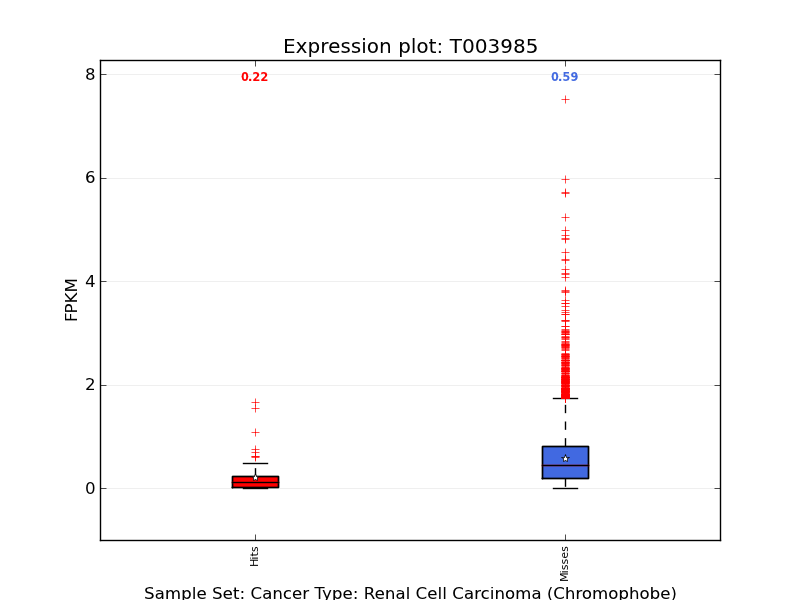 Expression plot: T003985
8
0.22
0.59
6
4
FPKM
2
0
Hits
Misses
Sample Set: Cancer Type: Renal Cell Carcinoma (Chromophobe)